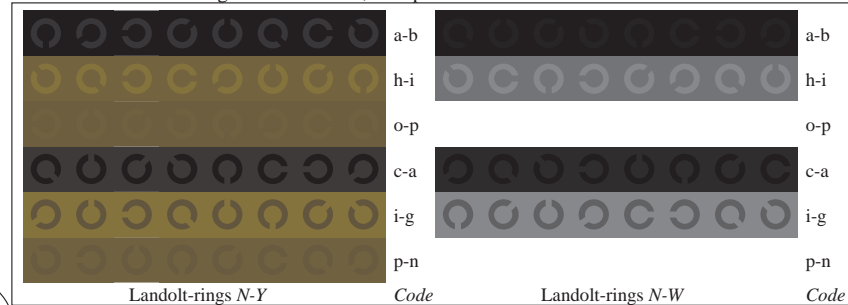 a-b a-b
h-i h-i
o-p o-p
c-a c-a
i-g i-g
p-n p-n
Landolt-rings N-Y Code Landolt-rings N-W Code